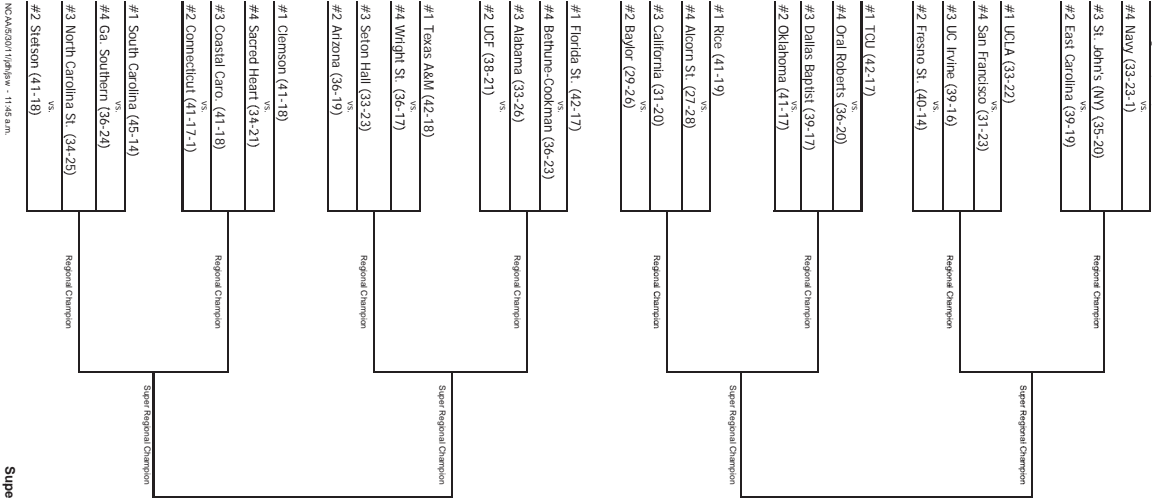 vs.
#4 Navy (33-23-1)
#3 St. John's (NY) (35-20)
vs.
#2 East Carolina (39-19)
Regional Champion
Super Regional Champion
#1 UCLA (33-22)
vs.
#4 San Francisco (31-23)
#3 UC Irvine (39-16)
vs.
#2 Fresno St. (40-14)
Regional Champion
#1 TCU (42-17)
vs.
#4 Oral Roberts (36-20)
#3 Dallas Baptist (39-17)
vs.
#2 Oklahoma (41-17)
Regional Champion
Super Regional Champion
#1 Rice (41-19)
vs.
#4 Alcorn St. (27-28)
#3 California (31-20)
vs.
#2 Baylor (29-26)
Regional Champion
#1 Florida St. (42-17)
vs.
#4 Bethune-Cookman (36-23)
#3 Alabama (33-26)
vs.
#2 UCF (38-21)
Regional Champion
Super Regional Champion
#1 Texas A&M (42-18)
vs.
#4 Wright St. (36-17)
#3 Seton Hall (33-23)
vs.
#2 Arizona (36-19)
Regional Champion
#1 Clemson (41-18)
vs.
#4 Sacred Heart (34-21)
#3 Coastal Caro. (41-18)
vs.
#2 Connecticut (41-17-1)
Regional Champion
Super Regional Champion
#1 South Carolina (45-14)
vs.
#4 Ga. Southern (36-24)
#3 North Carolina St. (34-25)
vs.
#2 Stetson (41-18)
Regional Champion
NCAA/5/30/11/jdh/jsw - 11:45 a.m.
Supe